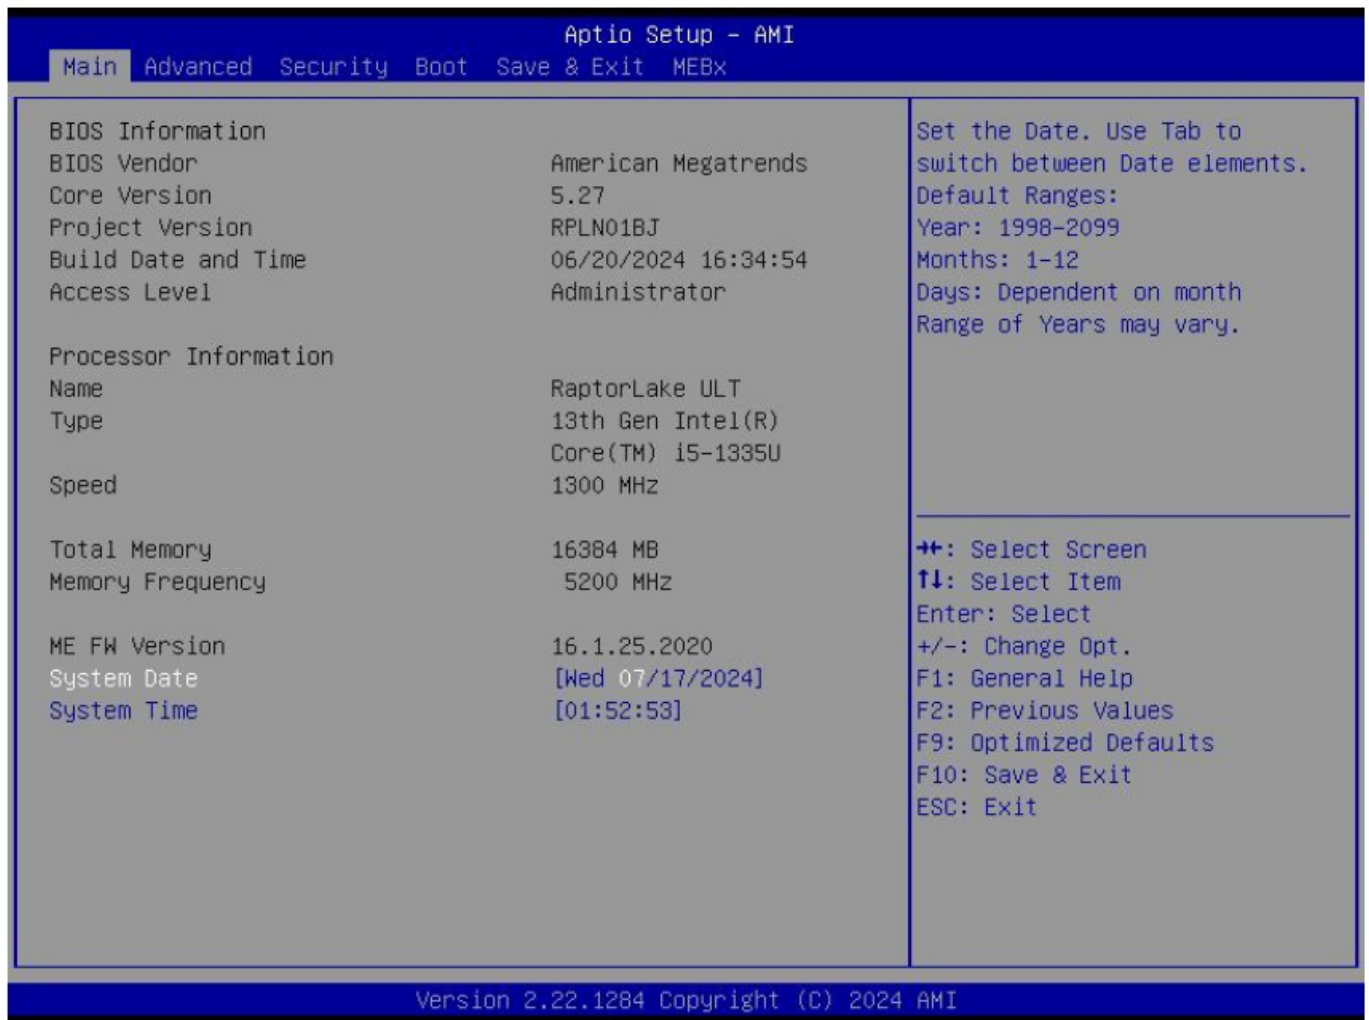 Aptio Setup - AMI
Main Advanced Security Boot Save & Exit MEBx
BIOS Information
BIOS Vendor American Megatrends
Core Version 5.27
Project Version RPLN01BJ
Build Date and Time 06/20/2024 16:34:54
Access Level Administrator
Processor Information
Name RaptorLake ULT
Type 13th Gen Intel(R)
Core(TM) i5-1335U
Speed 1300 MHz
Total Memory 16384 MB
Memory Frequency 5200 MHz
ME FW Version 16.1.25.2020
System Date [Wed 07/17/2024]
System Time [01:52:53]
Set the Date. Use Tab to
switch between Date elements.
Default Ranges:
Year: 1998-2099
Months: 1-12
Days: Dependent on month
Range of Years may vary.
→←: Select Screen
↑↓: Select Item
Enter: Select
+/-: Change Opt.
F1: General Help
F2: Previous Values
F9: Optimized Defaults
F10: Save & Exit
ESC: Exit
Version 2.22.1284 Copyright (C) 2024 AMI